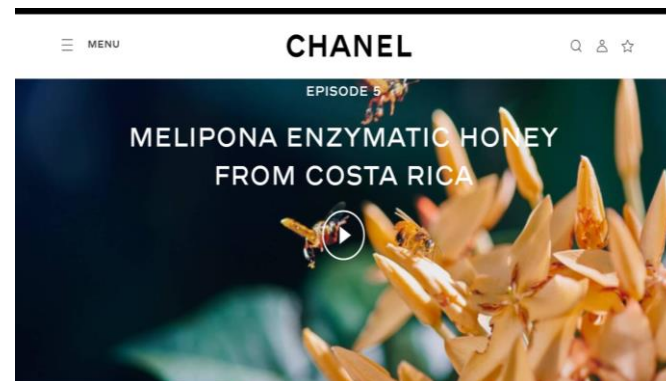 MENU
CHANEL
EPISODE 5
MELIPONA ENZYMATIC HONEY
FROM COSTA RICA